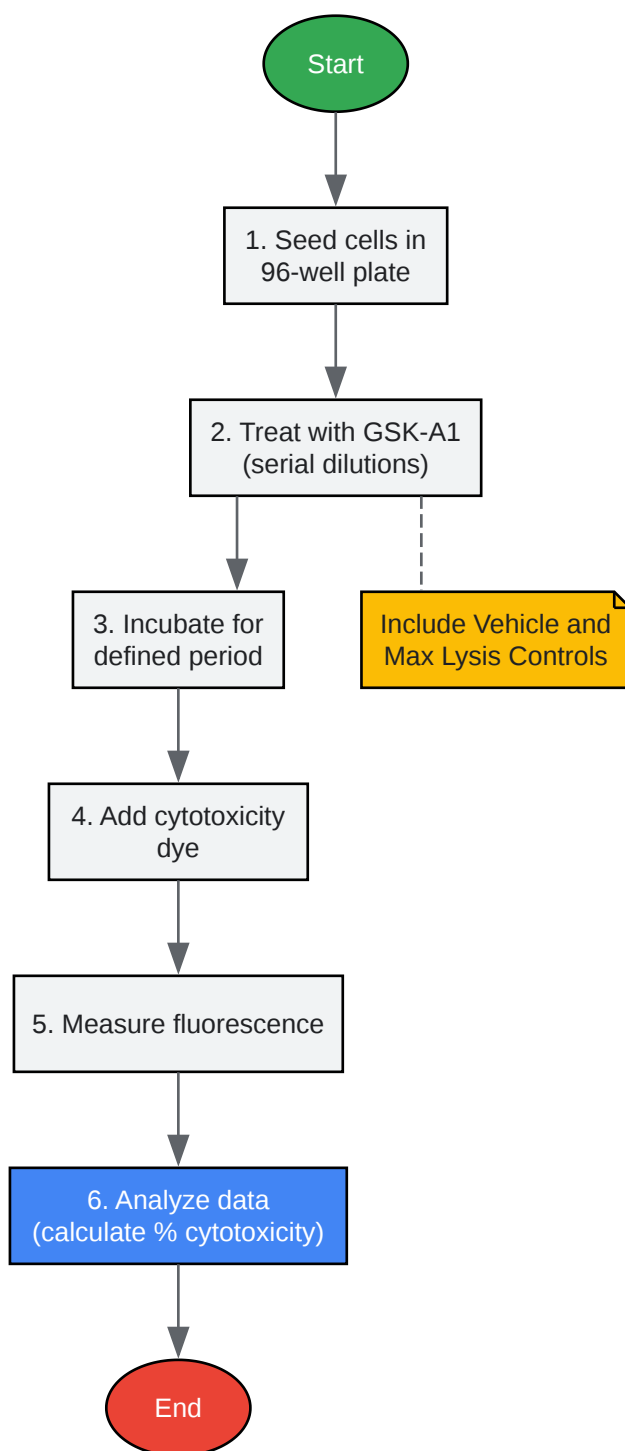 Start
1. Seed cells in
96-well plate
2. Treat with GSK-A1
(serial dilutions)
3. Incubate for
defined period
Include Vehicle and
Max Lysis Controls
4. Add cytotoxicity
dye
5. Measure fluorescence
6. Analyze data
(calculate % cytotoxicity)
End